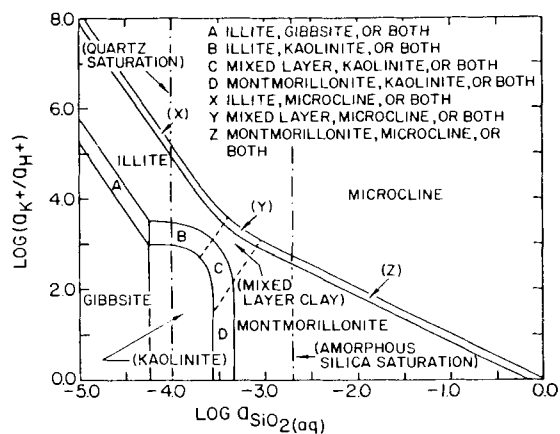 8.0
(QUARTZ
SATURATION)
A ILLITE, GIBBSITE, OR BOTH
B ILLITE, KAOLINITE, OR BOTH
C MIXED LAYER, KAOLINITE, OR BOTH
D MONTMORILLONITE, KAOLINITE, OR BOTH
X ILLITE, MICROCLINE, OR BOTH
Y MIXED LAYER, MICROCLINE, OR BOTH
Z MONTMORILLONITE, MICROCLINE, OR
BOTH
6.0
(X)
ILLITE
MICROCLINE
A
4.0
(Y)
B
C
(MIXED
LAYER CLAY)
(Z)
2.0
GIBBSITE
MONTMORILLONITE
D
(KAOLINITE)
(AMORPHOUS
SILICA SATURATION)
0.0
-5.0
-4.0
-3.0
-2.0
-1.0
0.0
LOG (aK+/aH+)
LOG aSiO2(aq)